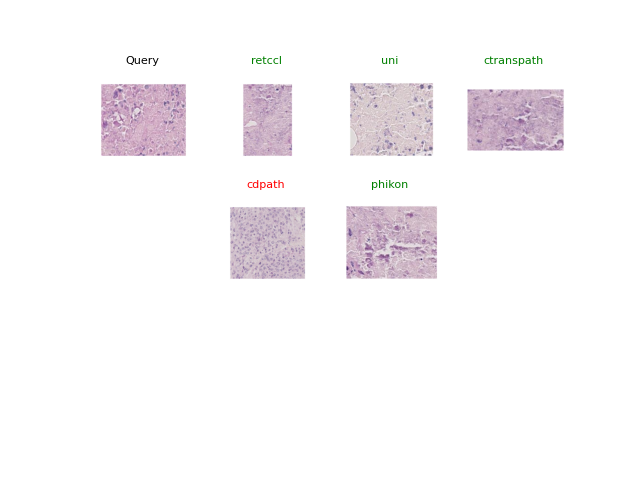 Query
retccl
uni
ctranspath
cdpath
phikon